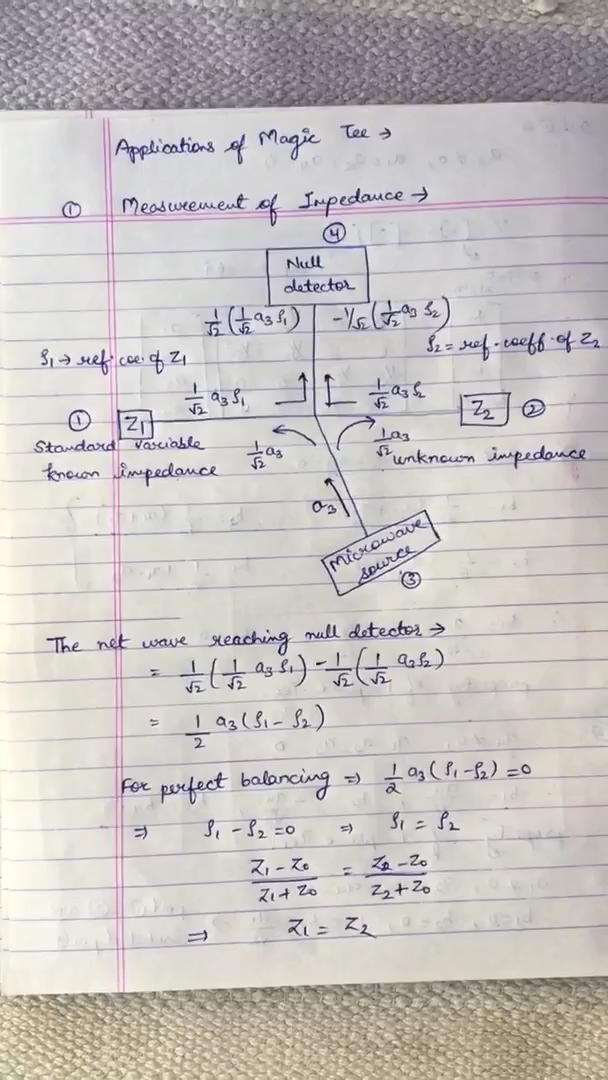 Applications of Magic Tee →
① Measurement of Impedance →
④
Null
detector
1/√2 (1/√2 a3 ρ1) -1/√2 (1/√2 a3 ρ2)
ρ1 → ref. coe. of Z1
ρ2 = ref. coeff. of Z2
1/√2 a3 ρ1 1/√2 a3 ρ2
① Z1 Z2 ②
Standard variable
known impedance
1/√2 a3 1/√2 a3
unknown impedance
a3
Microwave
source
③
The net wave reaching null detector →
= 1/√2 (1/√2 a3 ρ1) - 1/√2 (1/√2 a3 ρ2)
= 1/2 a3 (ρ1 - ρ2)
For perfect balancing ⇒ 1/2 a3 (ρ1 - ρ2) = 0
⇒ ρ1 - ρ2 = 0 ⇒ ρ1 = ρ2
Z1 - Z0 / Z1 + Z0 = Z2 - Z0 / Z2 + Z0
⇒ Z1 = Z2